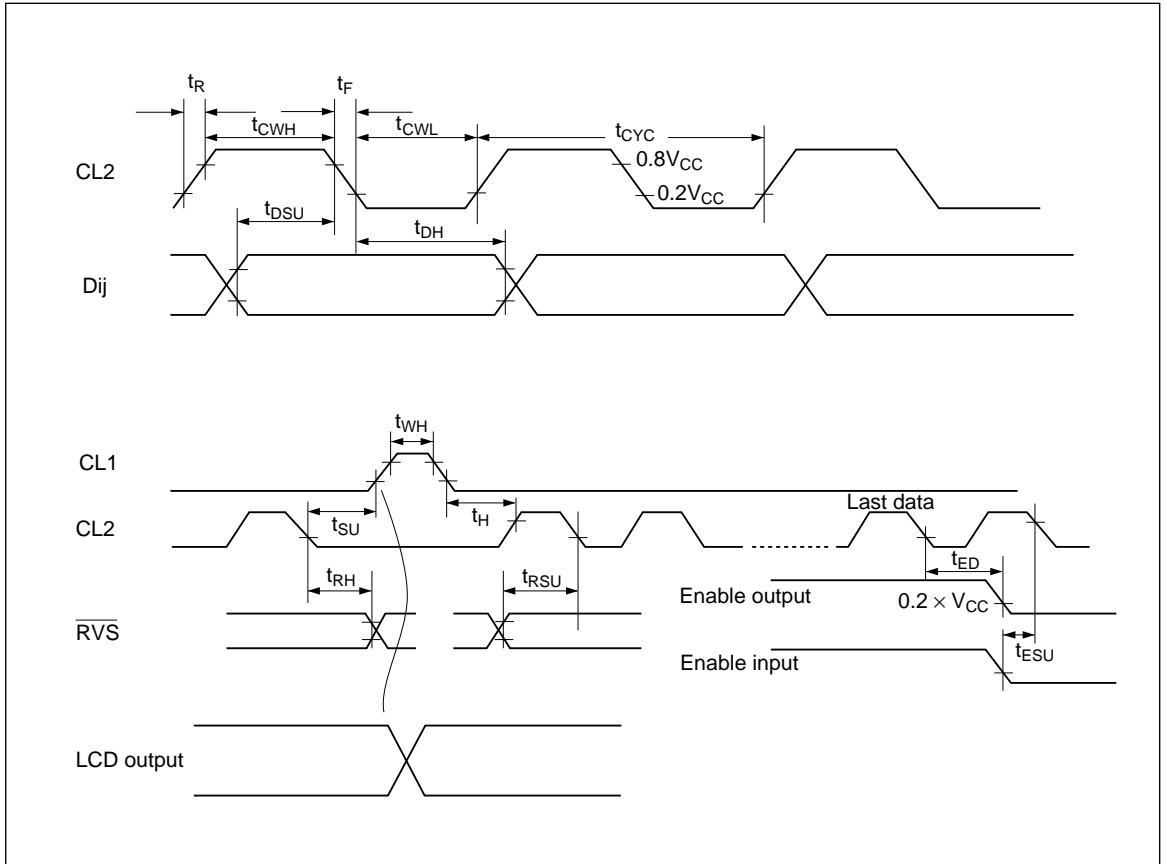 tR
tF
tCWH
tCWL
tCYC
CL2
0.8VCC
0.2VCC
tDSU
tDH
Dij
tWH
CL1
Last data
CL2
tSU
tH
tED
tRH
tRSU
Enable output
0.2 × VCC
RVS
tESU
Enable input
LCD output